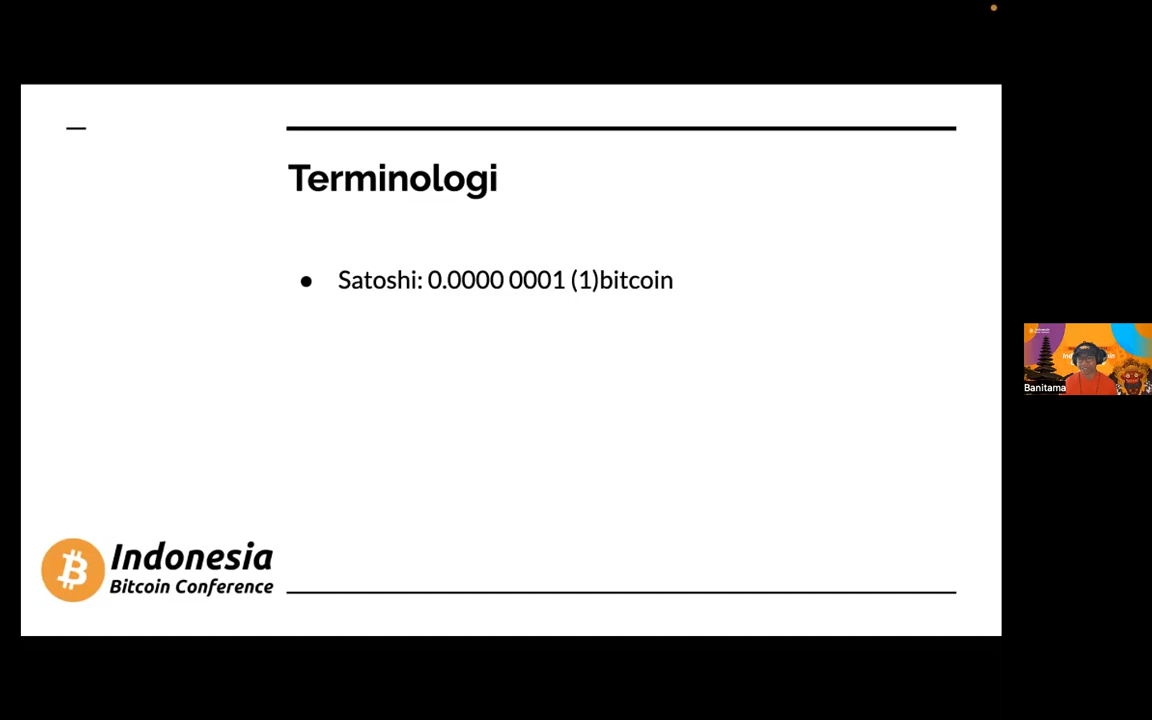 Terminologi
● Satoshi: 0.0000 0001 (1)bitcoin
Indonesia
Bitcoin Conference
Banitama